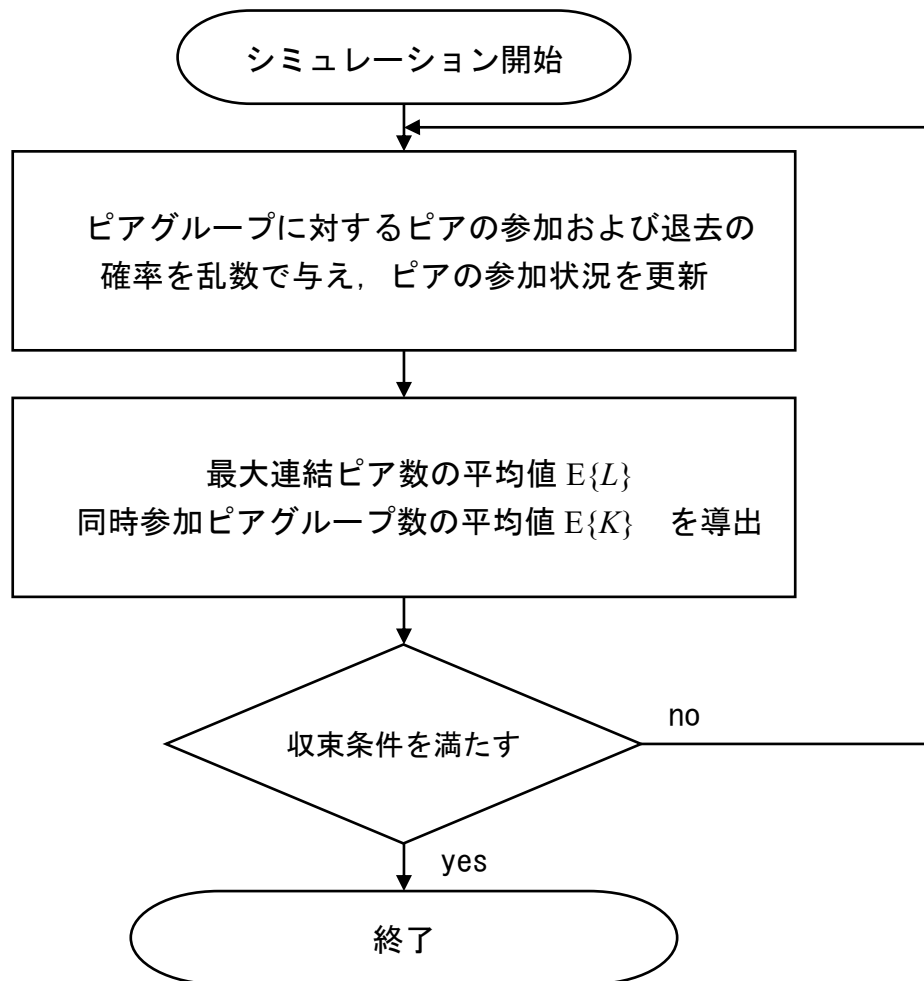 シミュレーション開始
ピアグループに対するピアの参加および退去の
確率を乱数で与え，ピアの参加状況を更新
最大連結ピア数の平均値 E{L}
同時参加ピアグループ数の平均値 E{K} を導出
収束条件を満たす
no
yes
終了